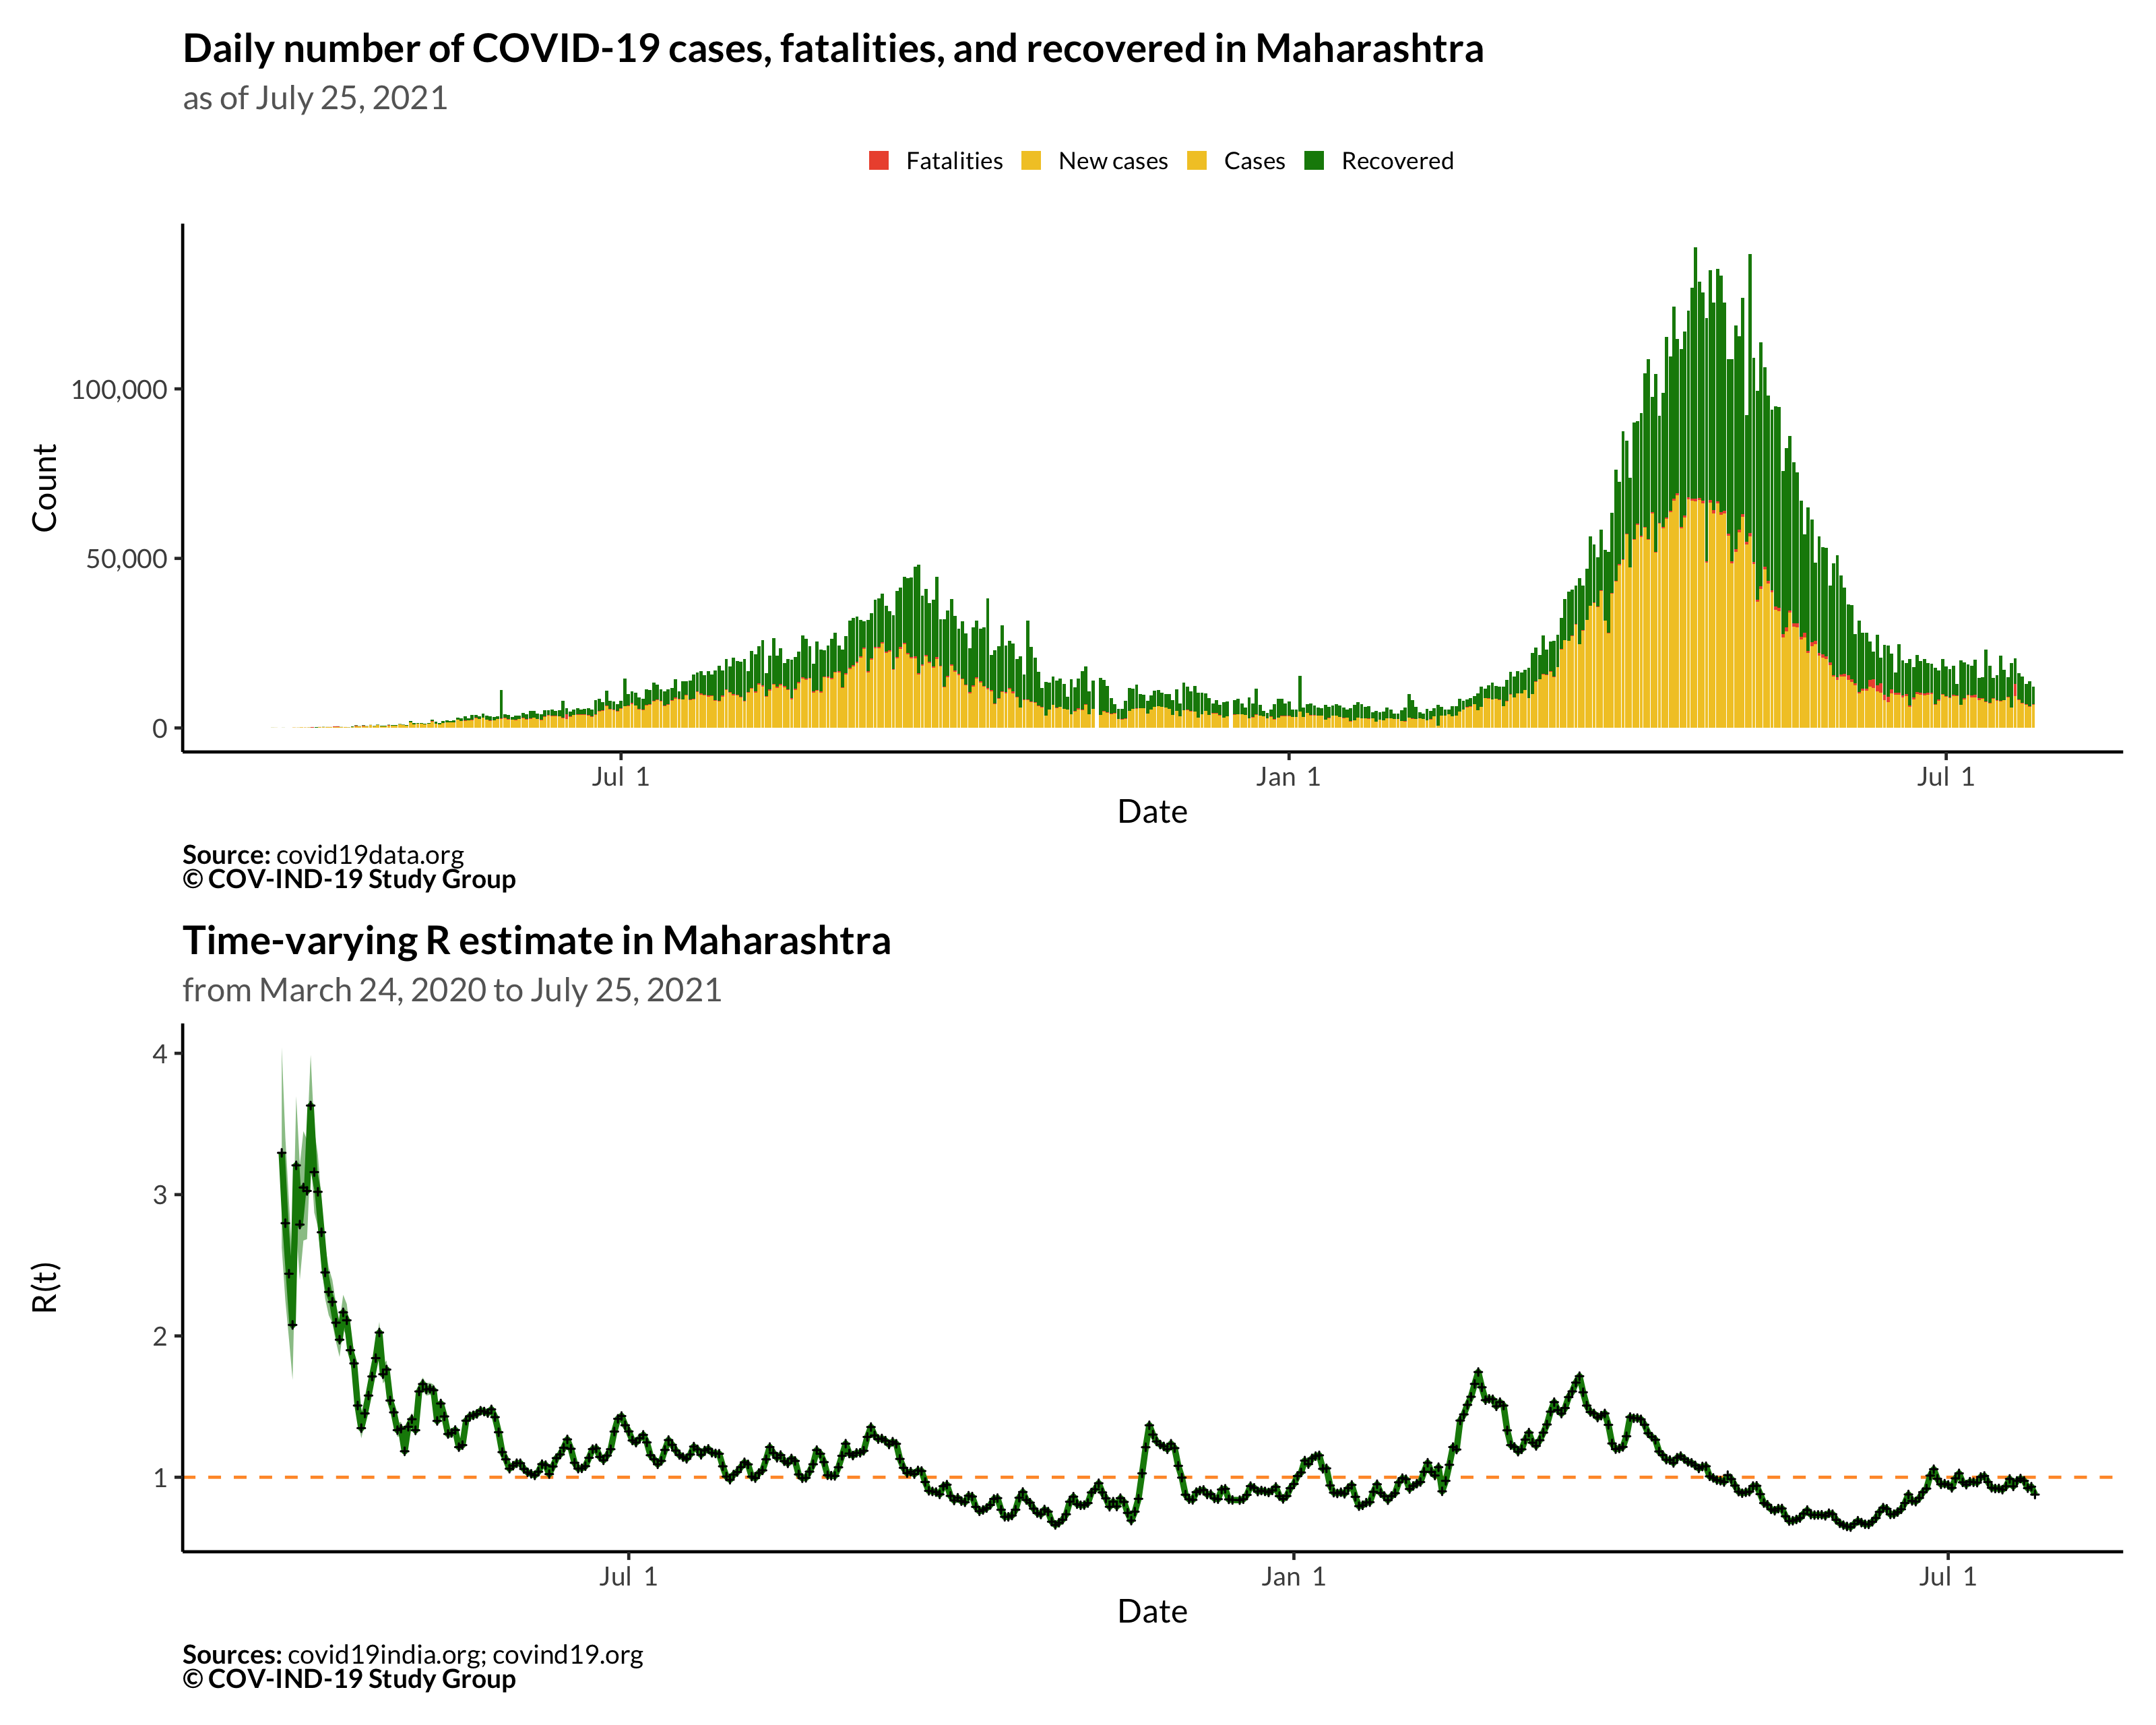 Daily number of COVID-19 cases, fatalities, and recovered in Maharashtra
as of July 25, 2021
Fatalities New cases Cases Recovered
100,000
50,000
0
Count
Jul 1 Jan 1 Jul 1
Date
Source: covid19data.org
© COV-IND-19 Study Group
Time-varying R estimate in Maharashtra
from March 24, 2020 to July 25, 2021
4
3
2
1
R(t)
Jul 1 Jan 1 Jul 1
Date
Sources: covid19india.org; covind19.org
© COV-IND-19 Study Group